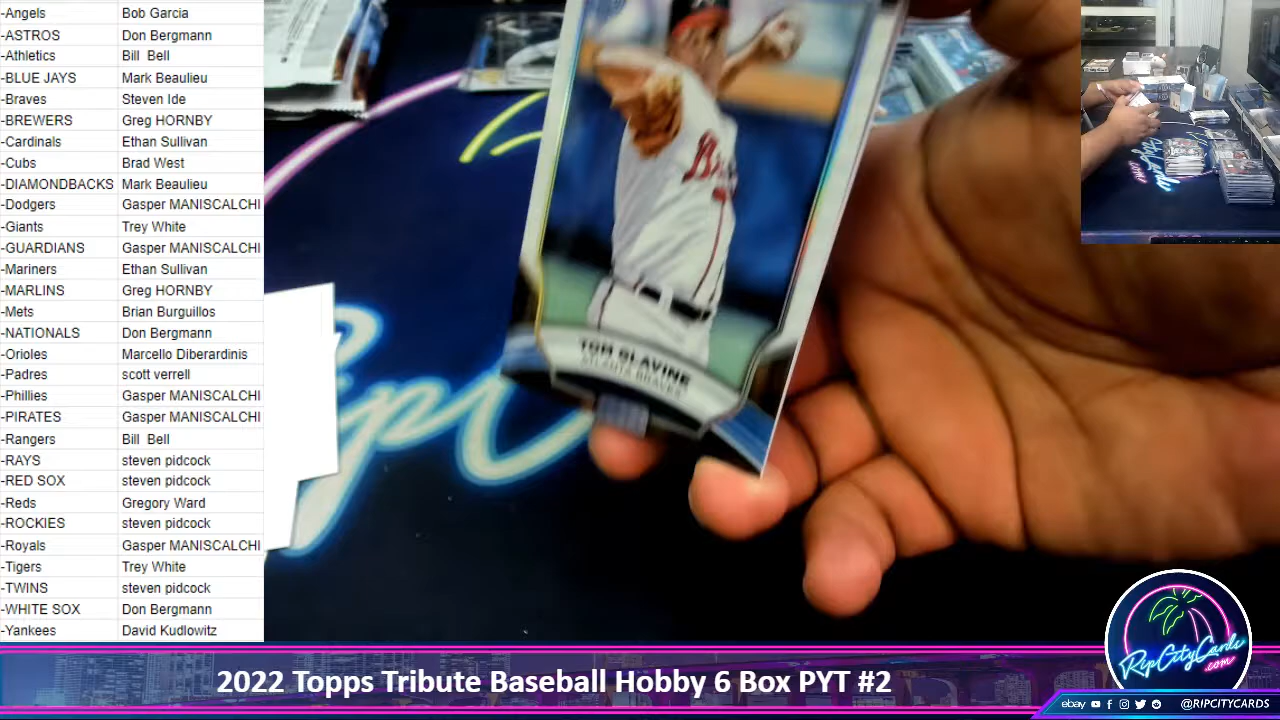 -Angels Bob Garcia
-ASTROS Don Bergmann
-Athletics Bill Bell
-BLUE JAYS Mark Beaulieu
-Braves Steven Ide
-BREWERS Greg HORNBY
-Cardinals Ethan Sullivan
-Cubs Brad West
-DIAMONDBACKS Mark Beaulieu
-Dodgers Gasper MANISCALCHI
-Giants Trey White
-GUARDIANS Gasper MANISCALCHI
-Mariners Ethan Sullivan
-MARLINS Greg HORNBY
-Mets Brian Burguillos
-NATIONALS Don Bergmann
-Orioles Marcello Diberardinis
-Padres scott verrell
-Phillies Gasper MANISCALCHI
-PIRATES Gasper MANISCALCHI
-Rangers Bill Bell
-RAYS steven pidcock
-RED SOX steven pidcock
-Reds Gregory Ward
-ROCKIES steven pidcock
-Royals Gasper MANISCALCHI
-Tigers Trey White
-TWINS steven pidcock
-WHITE SOX Don Bergmann
-Yankees David Kudlowitz
TOM GLAVINE
ATLANTA BRAVES
RipCityCards
.com
2022 Topps Tribute Baseball Hobby 6 Box PYT #2
ebay @RIPCITYCARDS